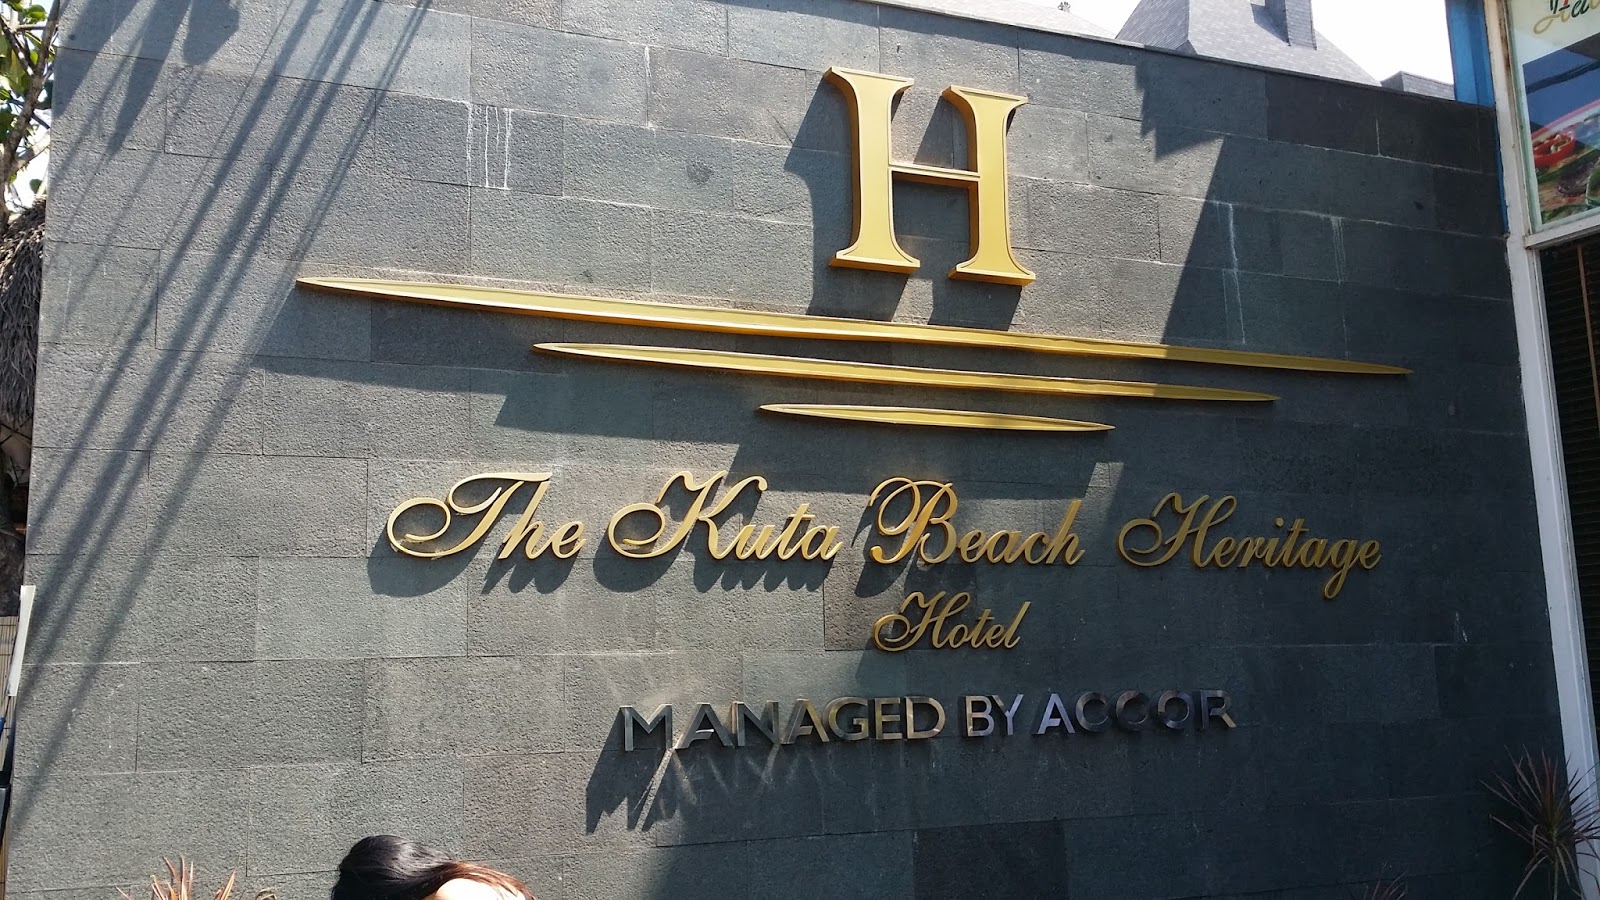 H
The Kuta Beach Heritage
Hotel
MANAGED BY ACCOR